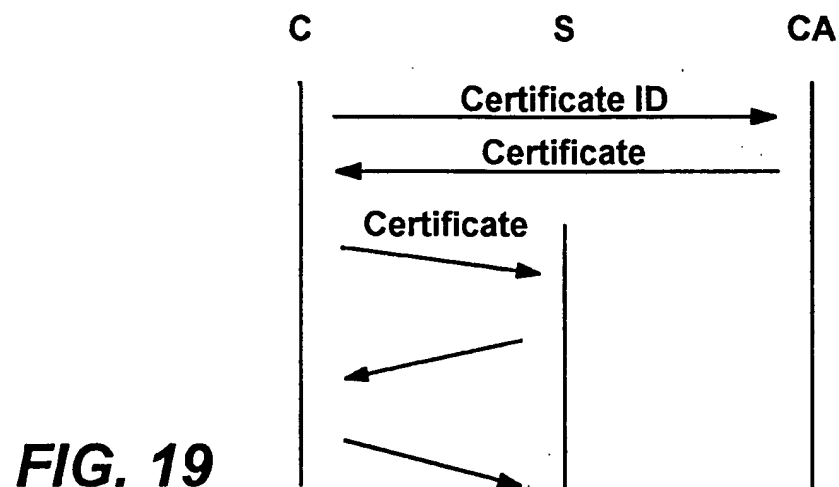 C S CA
Certificate ID
Certificate
Certificate
FIG. 19